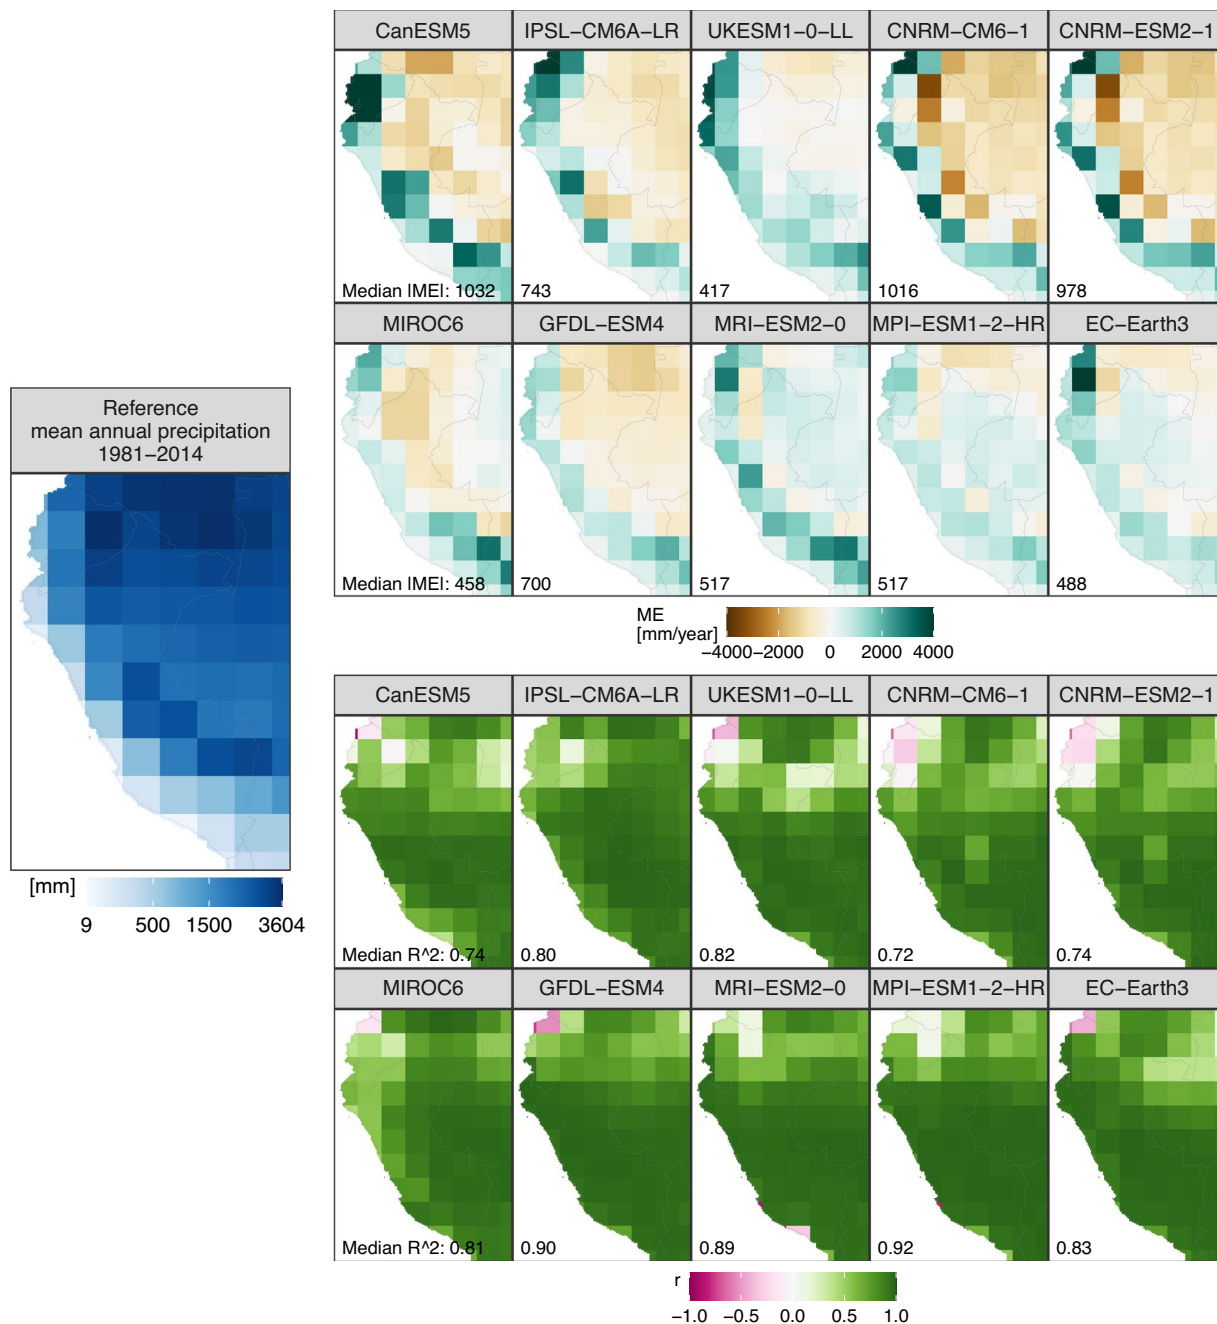 Reference
mean annual precipitation
1981−2014
[mm]
9 500 1500 3604
CanESM5 IPSL−CM6A−LR UKESM1−0−LL CNRM−CM6−1 CNRM−ESM2−1
Median IMEI: 1032 743 417 1016 978
MIROC6 GFDL−ESM4 MRI−ESM2−0 MPI−ESM1−2−HR EC−Earth3
Median IMEI: 458 700 517 517 488
ME
[mm/year]
−4000 −2000 0 2000 4000
CanESM5 IPSL−CM6A−LR UKESM1−0−LL CNRM−CM6−1 CNRM−ESM2−1
Median R^2: 0.74 0.80 0.82 0.72 0.74
MIROC6 GFDL−ESM4 MRI−ESM2−0 MPI−ESM1−2−HR EC−Earth3
Median R^2: 0.81 0.90 0.89 0.92 0.83
r
−1.0 −0.5 0.0 0.5 1.0